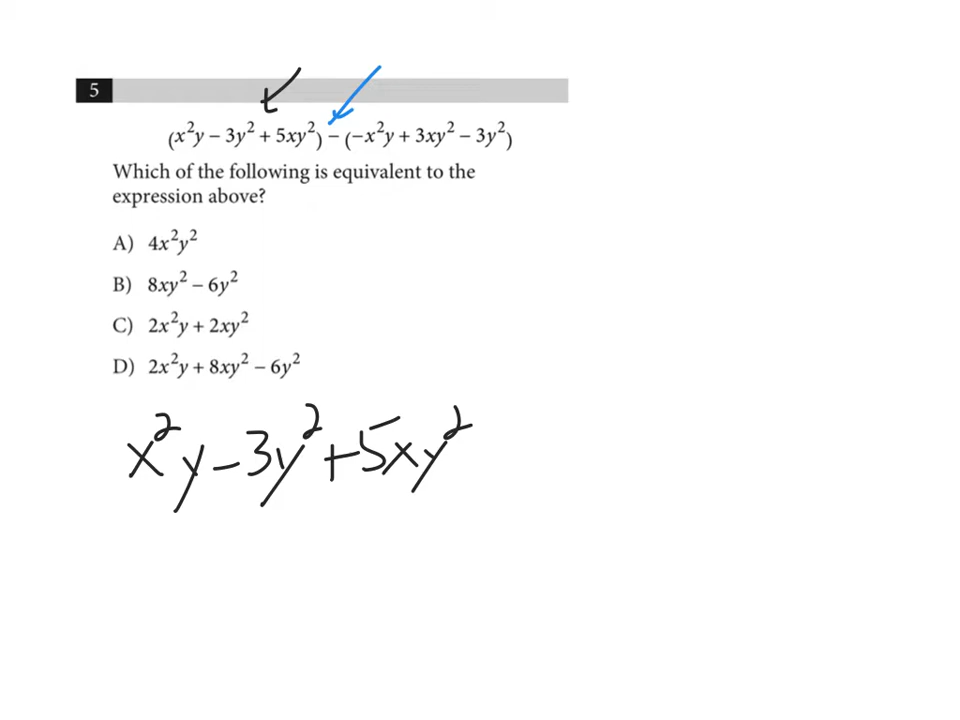 5
(x²y − 3y² + 5xy²) − (−x²y + 3xy² − 3y²)
Which of the following is equivalent to the
expression above?
A) 4x²y²
B) 8xy² − 6y²
C) 2x²y + 2xy²
D) 2x²y + 8xy² − 6y²
x²y − 3y² + 5xy²